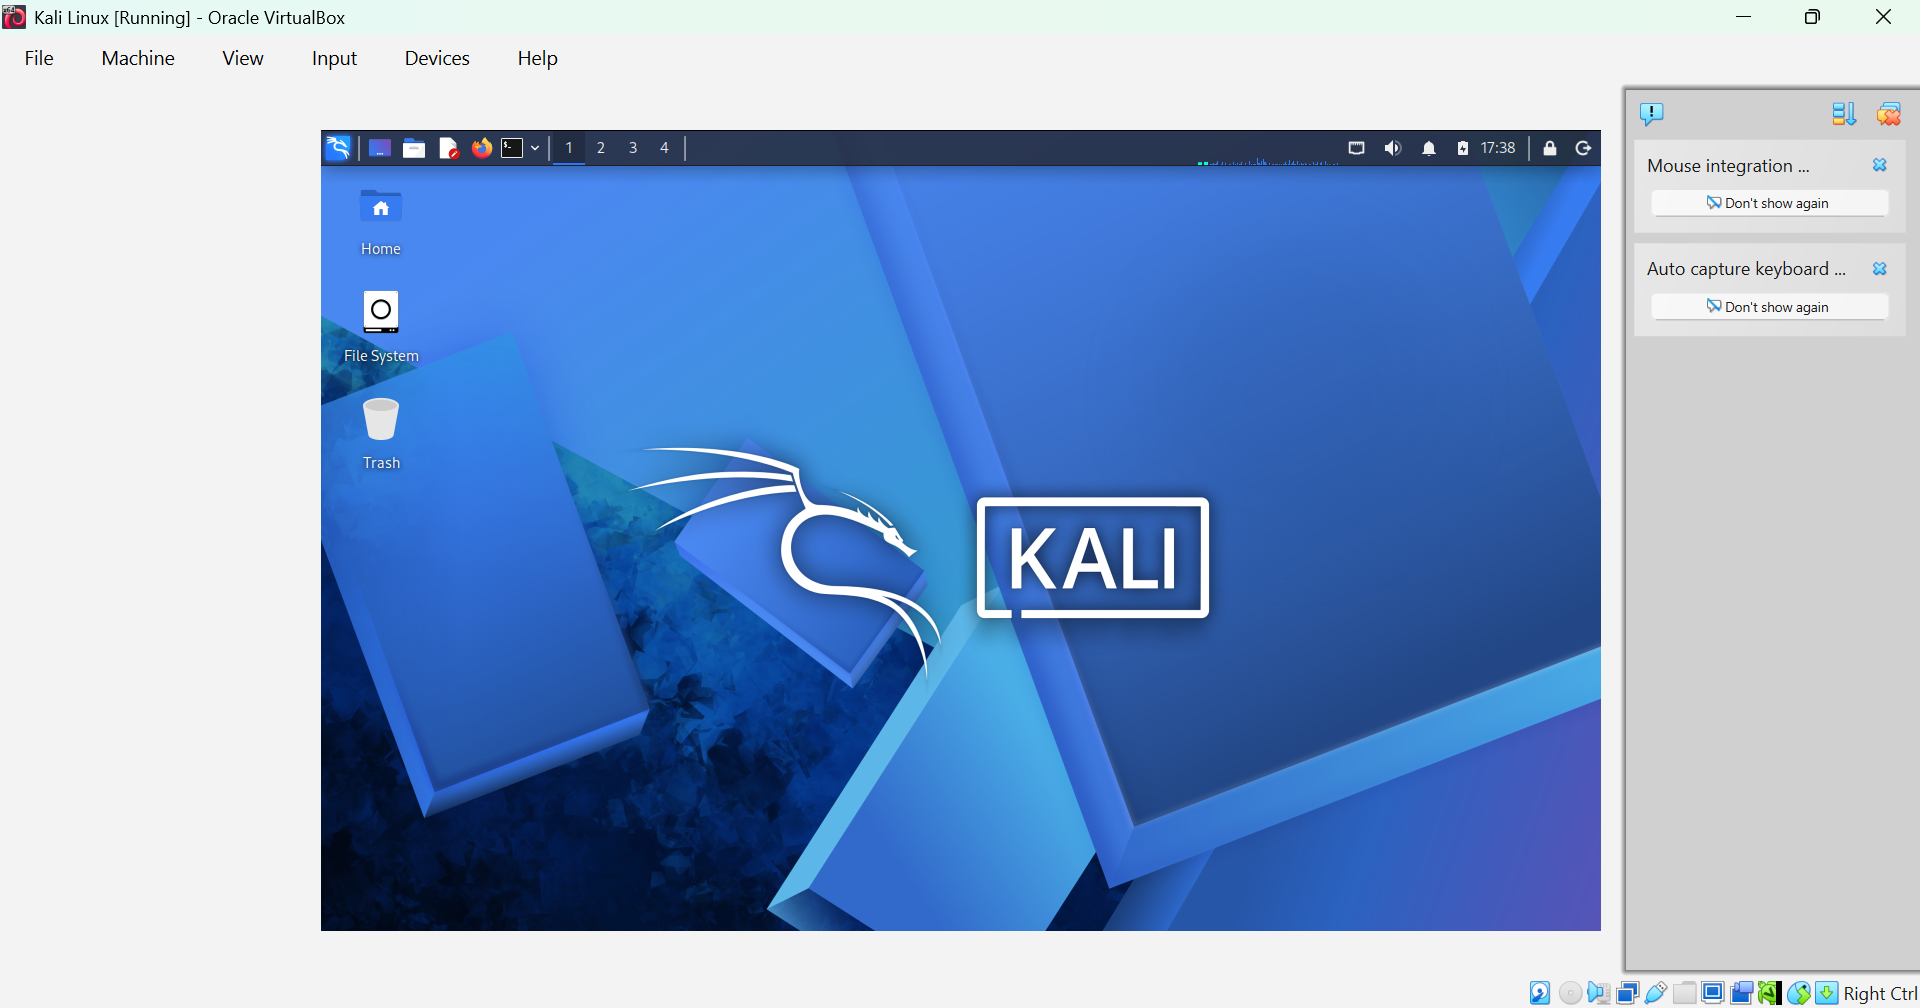 Kali Linux [Running] - Oracle VirtualBox
File Machine View Input Devices Help
1 2 3 4 17:38
Home
File System
Trash
KALI
Mouse integration ...
Don't show again
Auto capture keyboard ...
Don't show again
Right Ctrl